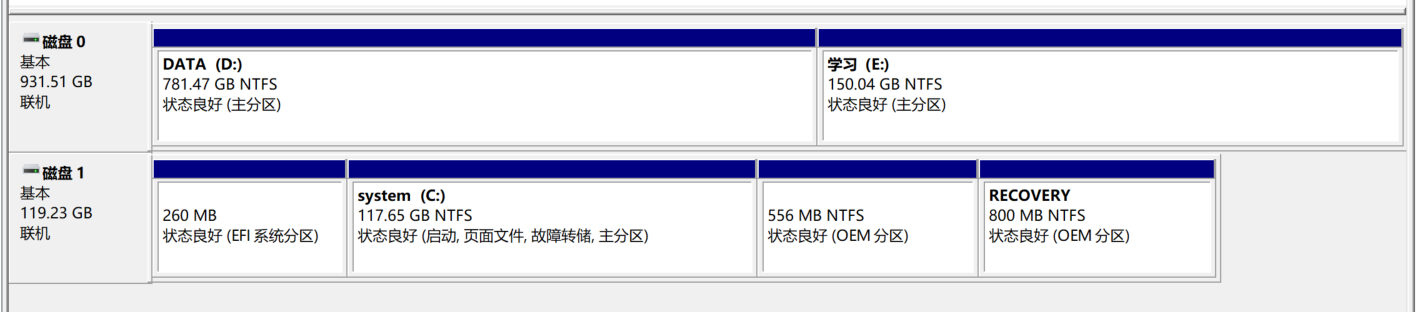 磁盘 0
基本
931.51 GB
联机
DATA (D:)
781.47 GB NTFS
状态良好 (主分区)
学习 (E:)
150.04 GB NTFS
状态良好 (主分区)
磁盘 1
基本
119.23 GB
联机
260 MB
状态良好 (EFI 系统分区)
system (C:)
117.65 GB NTFS
状态良好 (启动, 页面文件, 故障转储, 主分区)
556 MB NTFS
状态良好 (OEM 分区)
RECOVERY
800 MB NTFS
状态良好 (OEM 分区)